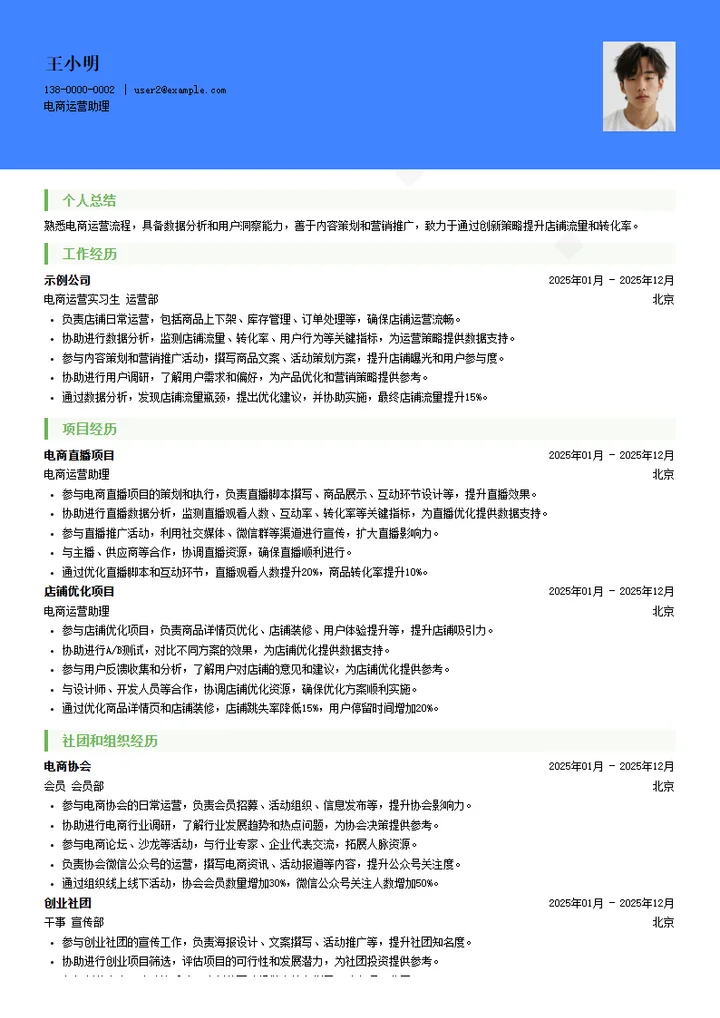 王小明
138-0000-0002 | user2@example.com
电商运营助理
个人总结
熟悉电商运营流程，具备数据分析和用户洞察能力，善于内容策划和营销推广，致力于通过创新策略提升店铺流量和转化率。
工作经历
示例公司 2025年01月 - 2025年12月
电商运营实习生 运营部 北京
• 负责店铺日常运营，包括商品上下架、库存管理、订单处理等，确保店铺运营流畅。
• 协助进行数据分析，监测店铺流量、转化率、用户行为等关键指标，为运营策略提供数据支持。
• 参与内容策划和营销推广活动，撰写商品文案、活动策划方案，提升店铺曝光和用户参与度。
• 协助进行用户调研，了解用户需求和偏好，为产品优化和营销策略提供参考。
• 通过数据分析，发现店铺流量瓶颈，提出优化建议，并协助实施，最终店铺流量提升15%。
项目经历
电商直播项目 2025年01月 - 2025年12月
电商运营助理 北京
• 参与电商直播项目的策划和执行，负责直播脚本撰写、商品展示、互动环节设计等，提升直播效果。
• 协助进行直播数据分析，监测直播观看人数、互动率、转化率等关键指标，为直播优化提供数据支持。
• 参与直播推广活动，利用社交媒体、微信群等渠道进行宣传，扩大直播影响力。
• 与主播、供应商等合作，协调直播资源，确保直播顺利进行。
• 通过优化直播脚本和互动环节，直播观看人数提升20%，商品转化率提升10%。
店铺优化项目 2025年01月 - 2025年12月
电商运营助理 北京
• 参与店铺优化项目，负责商品详情页优化、店铺装修、用户体验提升等，提升店铺吸引力。
• 协助进行A/B测试，对比不同方案的效果，为店铺优化提供数据支持。
• 参与用户反馈收集和分析，了解用户对店铺的意见和建议，为店铺优化提供参考。
• 与设计师、开发人员等合作，协调店铺优化资源，确保优化方案顺利实施。
• 通过优化商品详情页和店铺装修，店铺跳失率降低15%，用户停留时间增加20%。
社团和组织经历
电商协会 2025年01月 - 2025年12月
会员 会员部 北京
• 参与电商协会的日常运营，负责会员招募、活动组织、信息发布等，提升协会影响力。
• 协助进行电商行业调研，了解行业发展趋势和热点问题，为协会决策提供参考。
• 参与电商论坛、沙龙等活动，与行业专家、企业代表交流，拓展人脉资源。
• 负责协会微信公众号的运营，撰写电商资讯、活动报道等内容，提升公众号关注度。
• 通过组织线上线下活动，协会会员数量增加30%，微信公众号关注人数增加50%。
创业社团 2025年01月 - 2025年12月
干事 宣传部 北京
• 参与创业社团的宣传工作，负责海报设计、文案撰写、活动推广等，提升社团知名度。
• 协助进行创业项目筛选，评估项目的可行性和发展潜力，为社团投资提供参考。